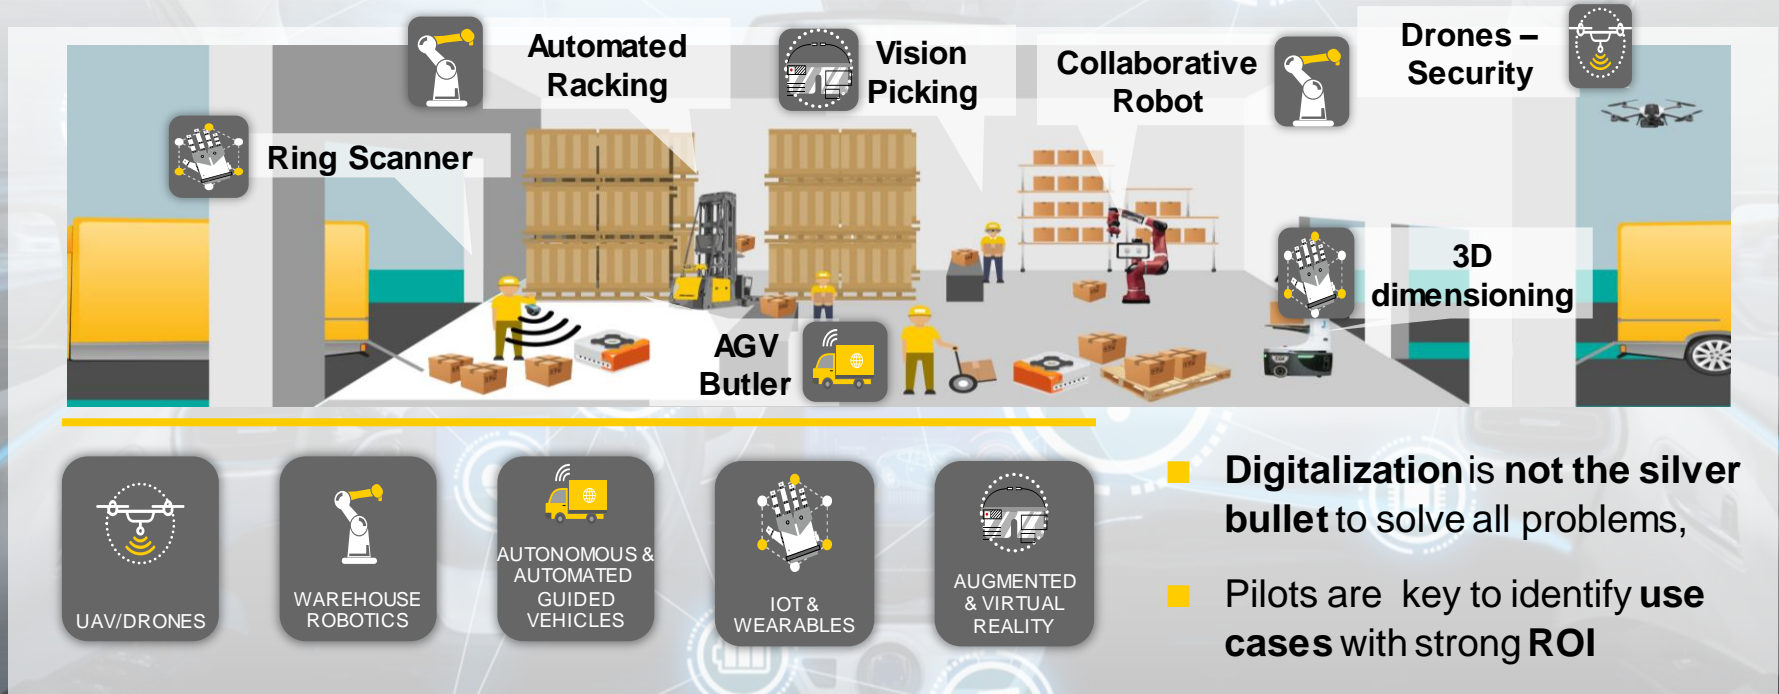 Automated
Racking
Vision
Picking
Collaborative
Robot
Drones –
Security
Ring Scanner
3D
dimensioning
AGV
Butler
UAV/DRONES
WAREHOUSE
ROBOTICS
AUTONOMOUS &
AUTOMATED
GUIDED
VEHICLES
IOT &
WEARABLES
AUGMENTED
& VIRTUAL
REALITY
Digitalization is not the silver
bullet to solve all problems,
Pilots are key to identify use
cases with strong ROI